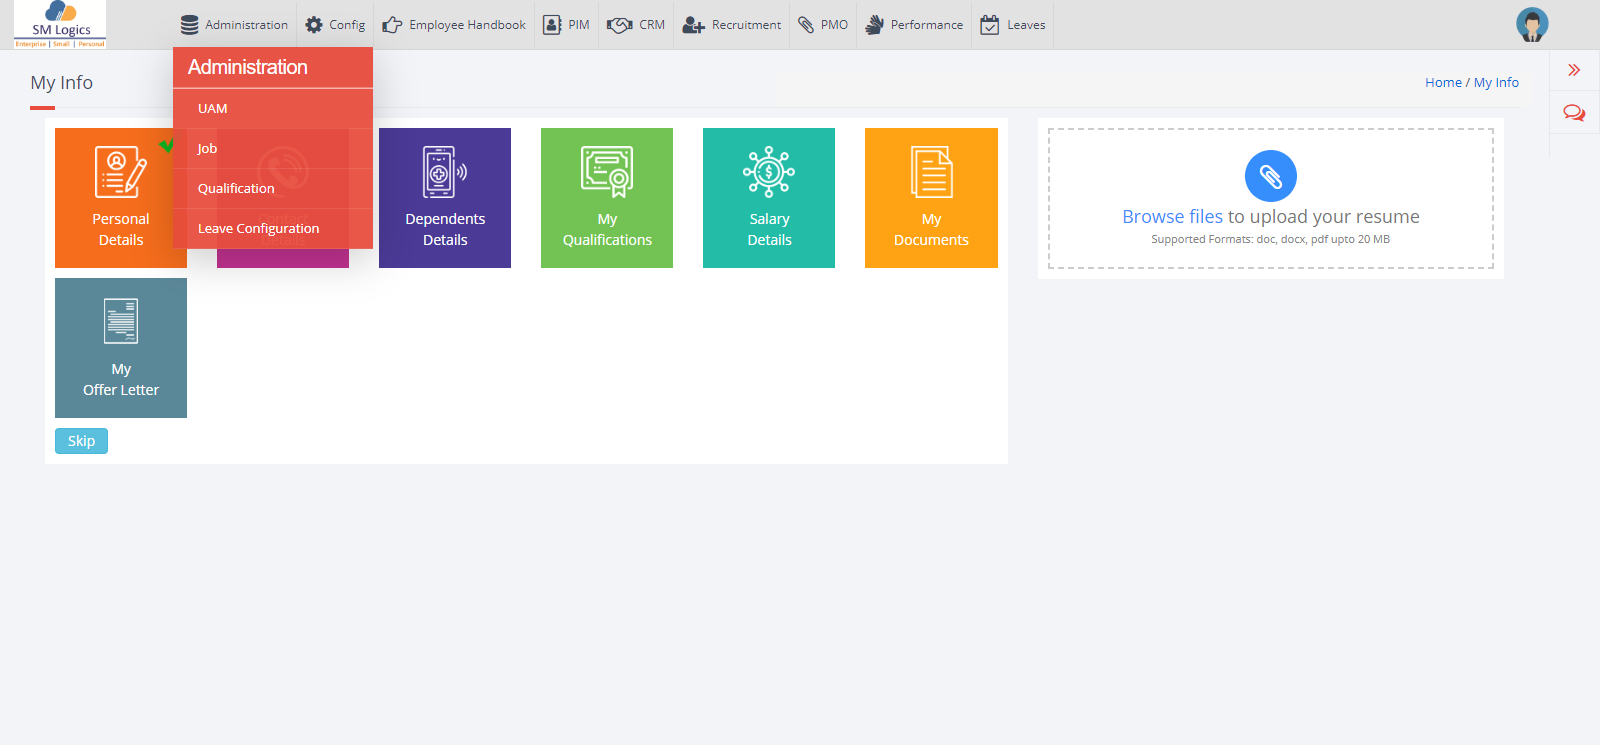 SM Logics
Enterprise | Small | Personal
Administration
Config
Employee Handbook
PIM
CRM
Recruitment
PMO
Performance
Leaves
Administration
UAM
Job
Qualification
Leave Configuration
My Info
Home / My Info
Personal
Details
Contact
Details
Dependents
Details
My
Qualifications
Salary
Details
My
Documents
My
Offer Letter
Skip
Browse files to upload your resume
Supported Formats: doc, docx, pdf upto 20 MB